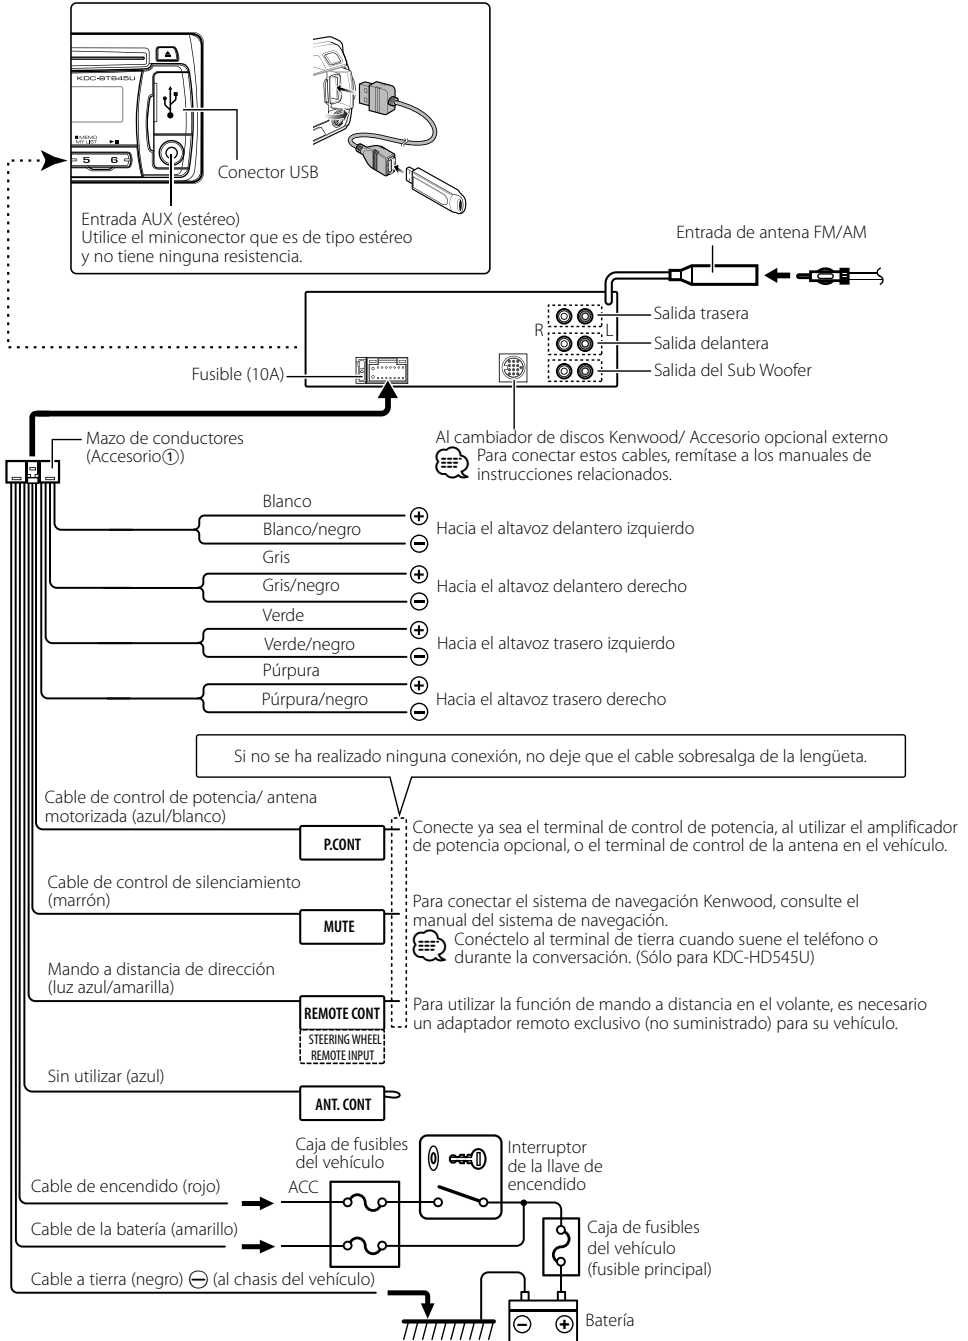 KDC-BT645U
■MEMO
MY LIST ►■
5 6
Conector USB
Entrada AUX (estéreo)
Utilice el miniconector que es de tipo estéreo
y no tiene ninguna resistencia.
Entrada de antena FM/AM
R L
Salida trasera
Salida delantera
Salida del Sub Woofer
Fusible (10A)
Mazo de conductores
(Accesorio①)
Al cambiador de discos Kenwood/ Accesorio opcional externo
Para conectar estos cables, remítase a los manuales de
instrucciones relacionados.
Blanco
Blanco/negro
⊕
⊖
Hacia el altavoz delantero izquierdo
Gris
Gris/negro
⊕
⊖
Hacia el altavoz delantero derecho
Verde
Verde/negro
⊕
⊖
Hacia el altavoz trasero izquierdo
Púrpura
Púrpura/negro
⊕
⊖
Hacia el altavoz trasero derecho
Si no se ha realizado ninguna conexión, no deje que el cable sobresalga de la lengüeta.
Cable de control de potencia/ antena
motorizada (azul/blanco)
P.CONT
Conecte ya sea el terminal de control de potencia, al utilizar el amplificador
de potencia opcional, o el terminal de control de la antena en el vehículo.
Cable de control de silenciamiento
(marrón)
MUTE
Para conectar el sistema de navegación Kenwood, consulte el
manual del sistema de navegación.
Conéctelo al terminal de tierra cuando suene el teléfono o
durante la conversación. (Sólo para KDC-HD545U)
Mando a distancia de dirección
(luz azul/amarilla)
REMOTE CONT
STEERING WHEEL
REMOTE INPUT
Para utilizar la función de mando a distancia en el volante, es necesario
un adaptador remoto exclusivo (no suministrado) para su vehículo.
Sin utilizar (azul)
ANT. CONT
Caja de fusibles
del vehículo
Interruptor
de la llave de
encendido
Cable de encendido (rojo)
ACC
Cable de la batería (amarillo)
Caja de fusibles
del vehículo
(fusible principal)
Cable a tierra (negro) ⊖ (al chasis del vehículo)
⊖ ⊕
Batería